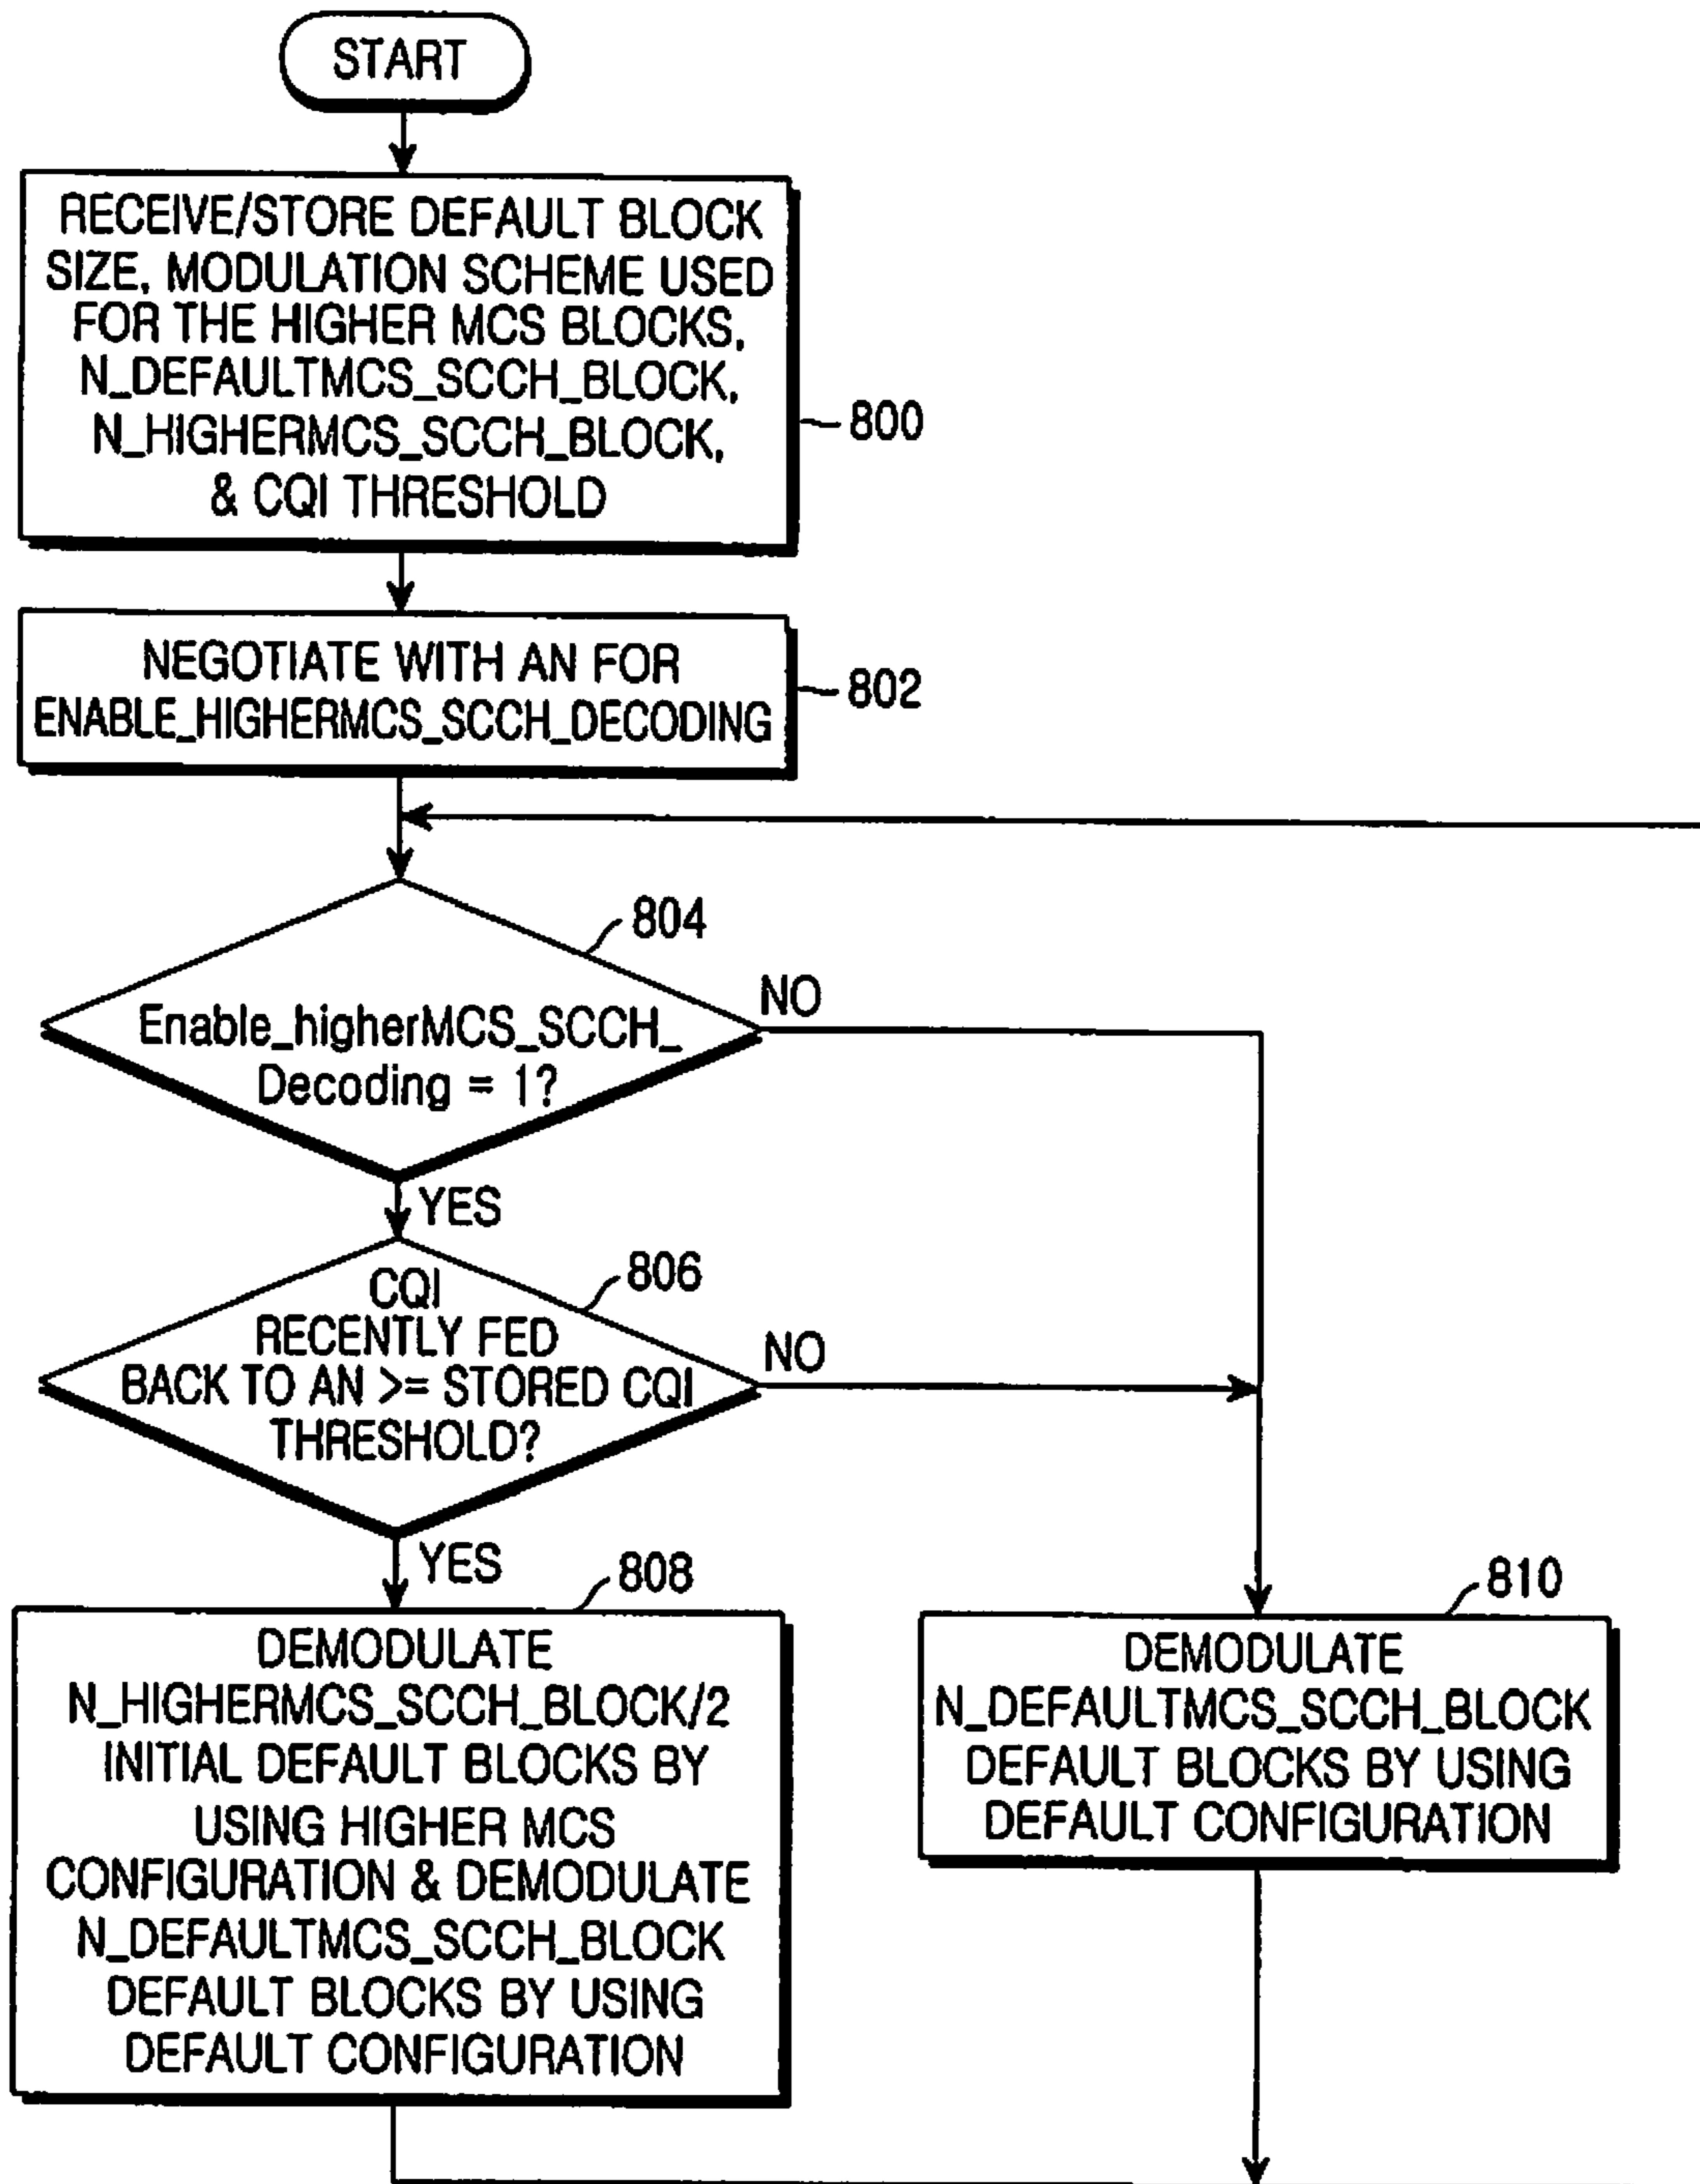 START
RECEIVE/STORE DEFAULT BLOCK
SIZE, MODULATION SCHEME USED
FOR THE HIGHER MCS BLOCKS,
N_DEFAULTMCS_SCCH_BLOCK,
N_HIGHERMCS_SCCH_BLOCK,
& CQI THRESHOLD
800
NEGOTIATE WITH AN FOR
ENABLE_HIGHERMCS_SCCH_DECODING
802
804
Enable_higherMCS_SCCH_
Decoding = 1?
NO
YES
806
CQI
RECENTLY FED
BACK TO AN >= STORED CQI
THRESHOLD?
NO
YES
808
DEMODULATE
N_HIGHERMCS_SCCH_BLOCK/2
INITIAL DEFAULT BLOCKS BY
USING HIGHER MCS
CONFIGURATION & DEMODULATE
N_DEFAULTMCS_SCCH_BLOCK
DEFAULT BLOCKS BY USING
DEFAULT CONFIGURATION
810
DEMODULATE
N_DEFAULTMCS_SCCH_BLOCK
DEFAULT BLOCKS BY USING
DEFAULT CONFIGURATION